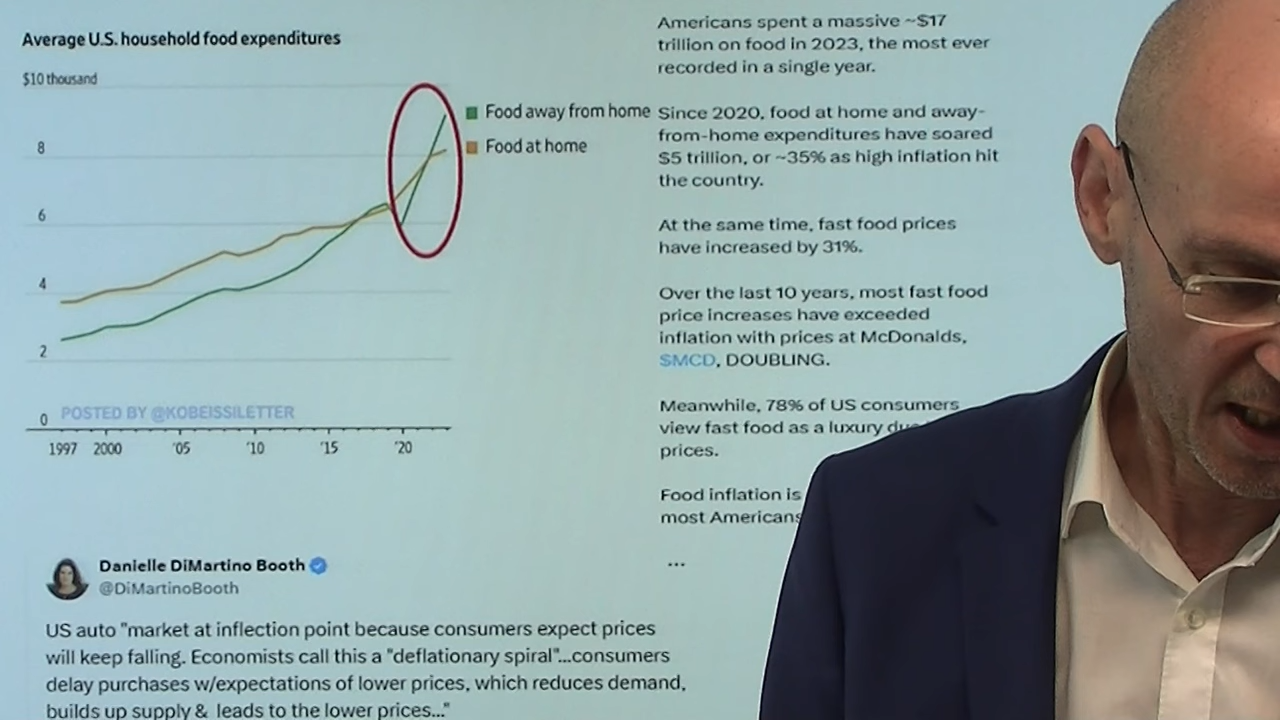 Average U.S. household food expenditures
$10 thousand
8
6
4
2
0
1997 2000 '05 '10 '15 '20
Food away from home
Food at home
POSTED BY @KOBEISSILETTER
Americans spent a massive ~$17
trillion on food in 2023, the most ever
recorded in a single year.
Since 2020, food at home and away-
from-home expenditures have soared
$5 trillion, or ~35% as high inflation hit
the country.
At the same time, fast food prices
have increased by 31%.
Over the last 10 years, most fast food
price increases have exceeded
inflation with prices at McDonalds,
$MCD, DOUBLING.
Meanwhile, 78% of US consumers
view fast food as a luxury
prices.
Food inflation is
most Americans
...
Danielle DiMartino Booth
@DiMartinoBooth
US auto "market at inflection point because consumers expect prices
will keep falling. Economists call this a "deflationary spiral"...consumers
delay purchases w/expectations of lower prices, which reduces demand,
builds up supply & leads to the lower prices..."